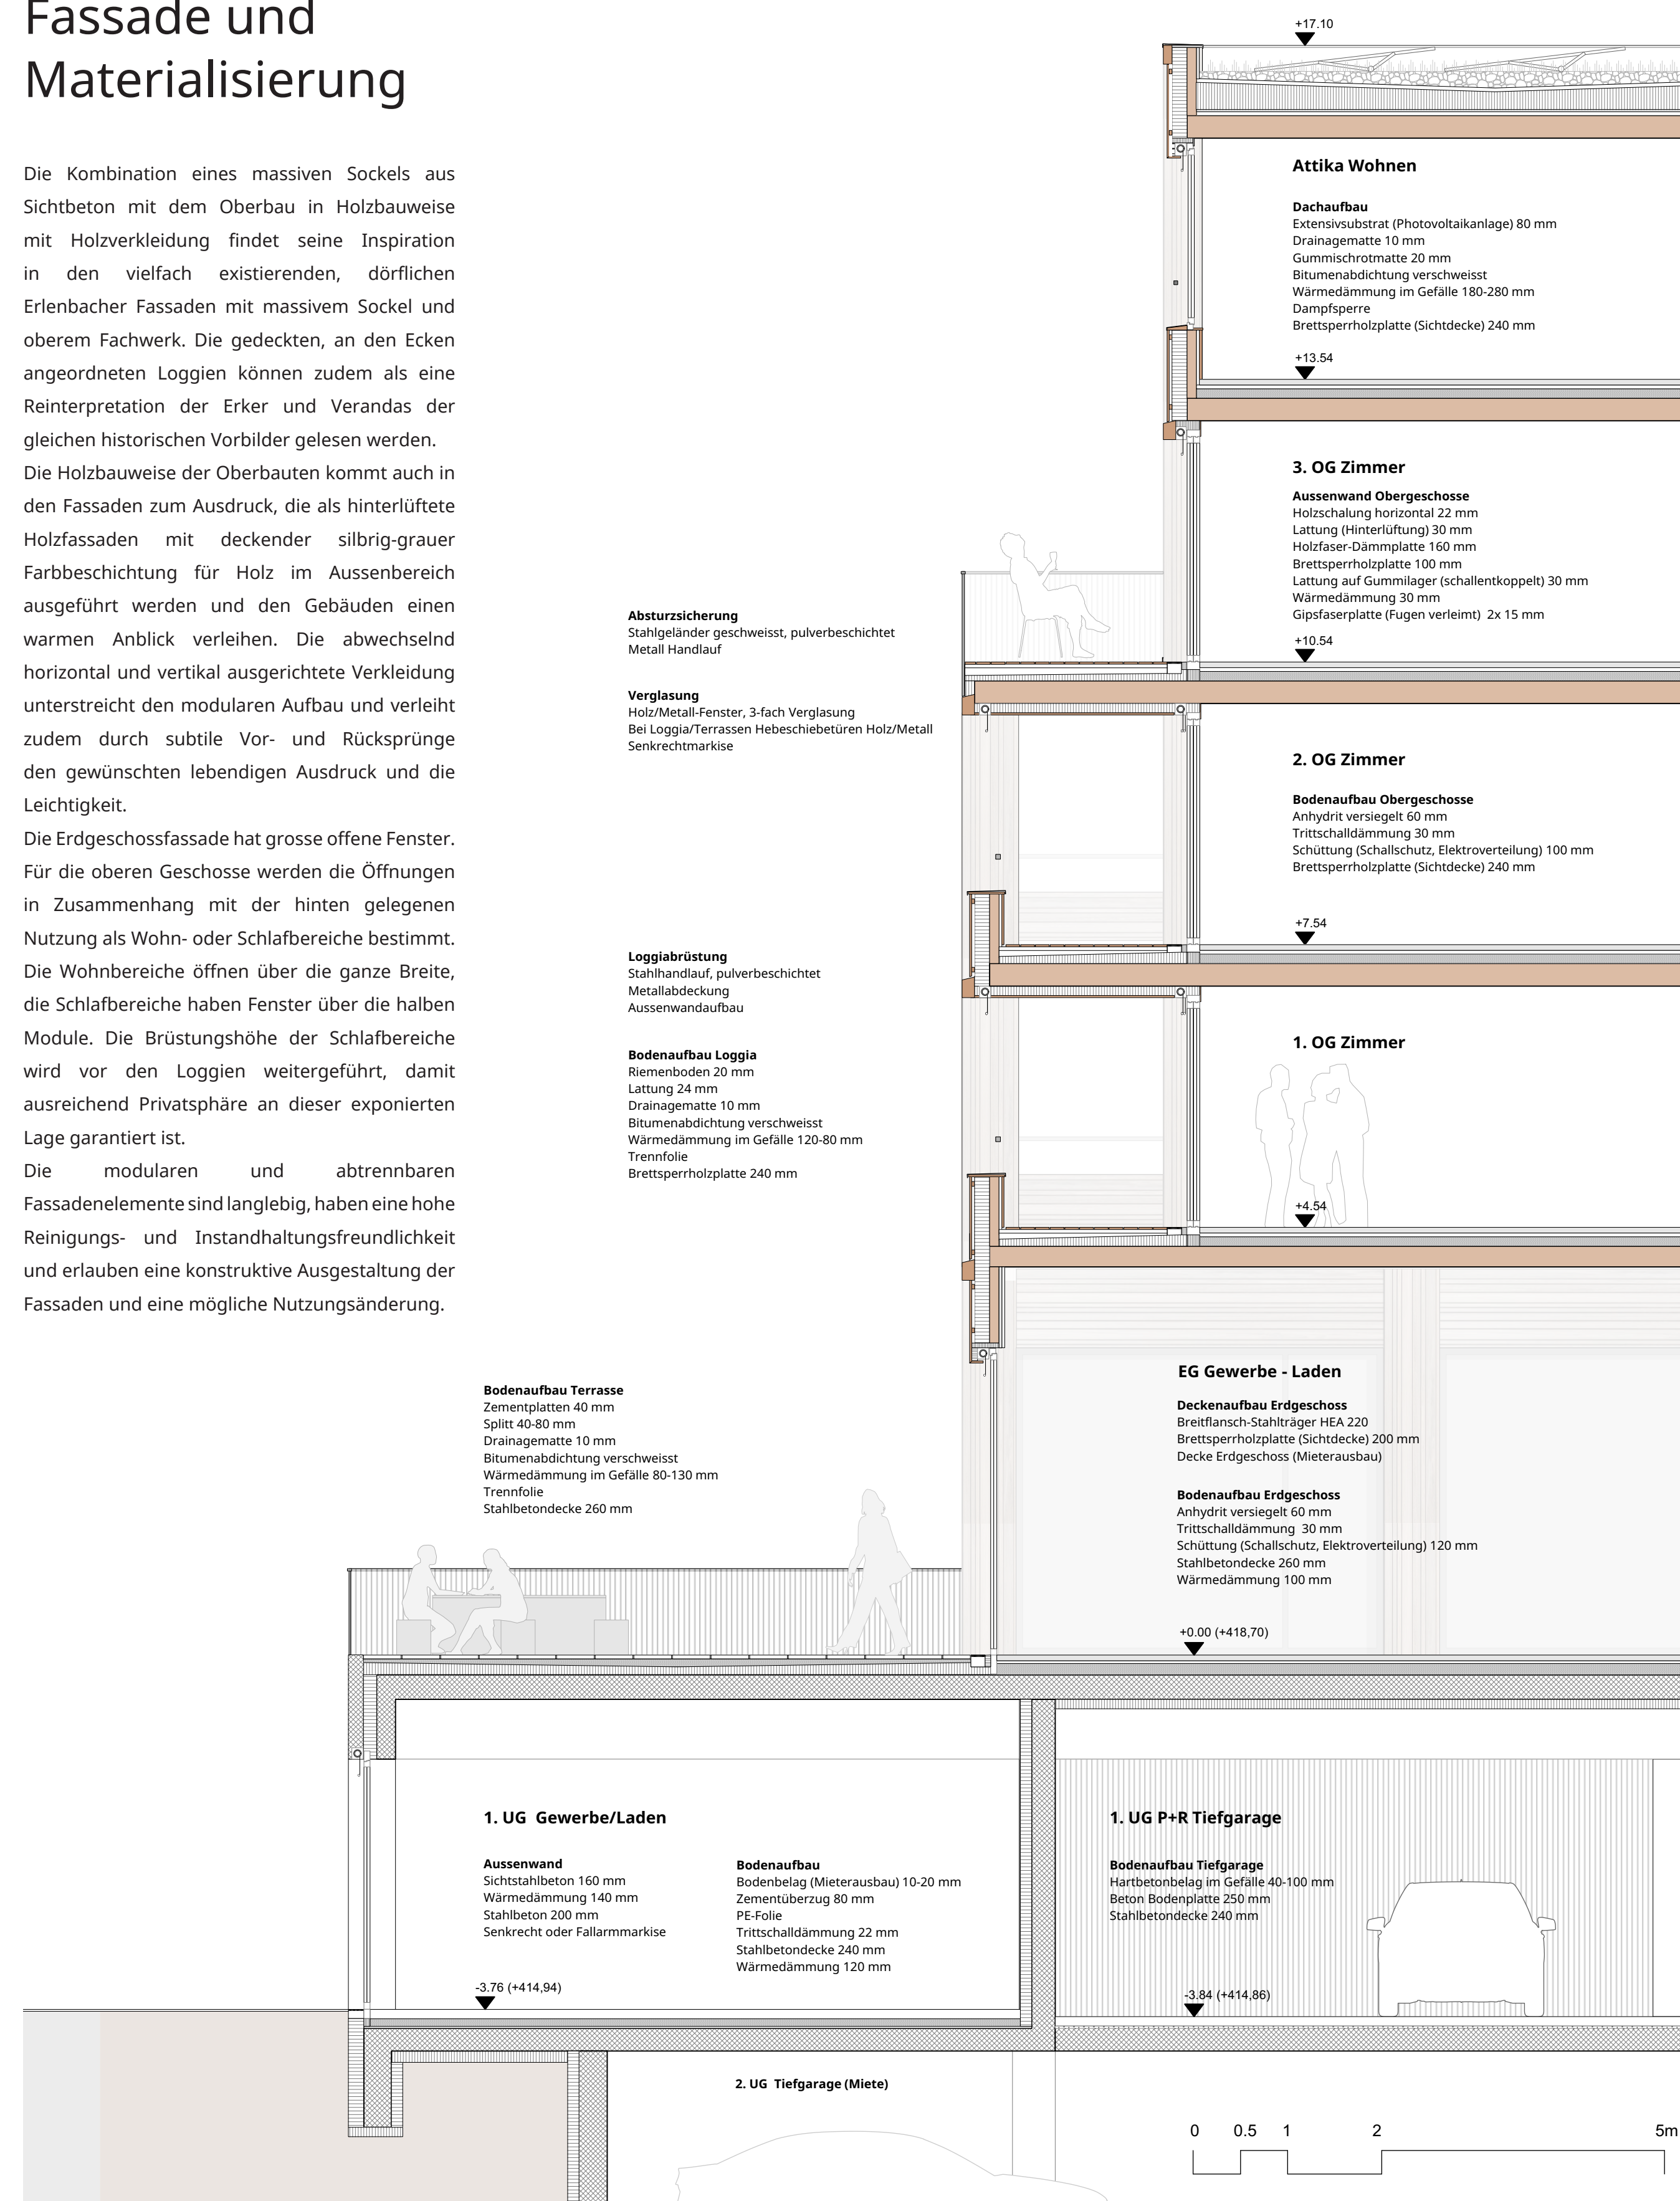 Fassade und
Materialisierung
Die Kombination eines massiven Sockels aus
Sichtbeton mit dem Oberbau in Holzbauweise
mit Holzverkleidung findet seine Inspiration
in den vielfach existierenden, dörflichen
Erlenbacher Fassaden mit massivem Sockel und
oberem Fachwerk. Die gedeckten, an den Ecken
angeordneten Loggien können zudem als eine
Reinterpretation der Erker und Verandas der
gleichen historischen Vorbilder gelesen werden.
Die Holzbauweise der Oberbauten kommt auch in
den Fassaden zum Ausdruck, die als hinterlüftete
Holzfassaden mit deckender silbrig-grauer
Farbbeschichtung für Holz im Aussenbereich
ausgeführt werden und den Gebäuden einen
warmen Anblick verleihen. Die abwechselnd
horizontal und vertikal ausgerichtete Verkleidung
unterstreicht den modularen Aufbau und verleiht
zudem durch subtile Vor- und Rücksprünge
den gewünschten lebendigen Ausdruck und die
Leichtigkeit.
Die Erdgeschossfassade hat grosse offene Fenster.
Für die oberen Geschosse werden die Öffnungen
in Zusammenhang mit der hinten gelegenen
Nutzung als Wohn- oder Schlafbereiche bestimmt.
Die Wohnbereiche öffnen über die ganze Breite,
die Schlafbereiche haben Fenster über die halben
Module. Die Brüstungshöhe der Schlafbereiche
wird vor den Loggien weitergeführt, damit
ausreichend Privatsphäre an dieser exponierten
Lage garantiert ist.
Die modularen und abtrennbaren
Fassadenelemente sind langlebig, haben eine hohe
Reinigungs- und Instandhaltungsfreundlichkeit
und erlauben eine konstruktive Ausgestaltung der
Fassaden und eine mögliche Nutzungsänderung.
+17.10
Attika Wohnen
Dachaufbau
Extensivsubstrat (Photovoltaikanlage) 80 mm
Drainagematte 10 mm
Gummischrotmatte 20 mm
Bitumenabdichtung verschweisst
Wärmedämmung im Gefälle 180-280 mm
Dampfsperre
Brettsperrholzplatte (Sichtdecke) 240 mm
+13.54
3. OG Zimmer
Aussenwand Obergeschosse
Holzschalung horizontal 22 mm
Lattung (Hinterlüftung) 30 mm
Holzfaser-Dämmplatte 160 mm
Brettsperrholzplatte 100 mm
Lattung auf Gummilager (schallentkoppelt) 30 mm
Wärmedämmung 30 mm
Gipsfaserplatte (Fugen verleimt)  2x 15 mm
+10.54
Absturzsicherung
Stahlgeländer geschweisst, pulverbeschichtet
Metall Handlauf
Verglasung
Holz/Metall-Fenster, 3-fach Verglasung
Bei Loggia/Terrassen Hebeschiebetüren Holz/Metall
Senkrechtmarkise
2. OG Zimmer
Bodenaufbau Obergeschosse
Anhydrit versiegelt 60 mm
Trittschalldämmung 30 mm
Schüttung (Schallschutz, Elektroverteilung) 100 mm
Brettsperrholzplatte (Sichtdecke) 240 mm
+7.54
Loggiabrüstung
Stahlhandlauf, pulverbeschichtet
Metallabdeckung
Aussenwandaufbau
Bodenaufbau Loggia
Riemenboden 20 mm
Lattung 24 mm
Drainagematte 10 mm
Bitumenabdichtung verschweisst
Wärmedämmung im Gefälle 120-80 mm
Trennfolie
Brettsperrholzplatte 240 mm
1. OG Zimmer
+4.54
EG Gewerbe - Laden
Deckenaufbau Erdgeschoss
Breitflansch-Stahlträger HEA 220
Brettsperrholzplatte (Sichtdecke) 200 mm
Decke Erdgeschoss (Mieterausbau)
Bodenaufbau Erdgeschoss
Anhydrit versiegelt 60 mm
Trittschalldämmung  30 mm
Schüttung (Schallschutz, Elektroverteilung) 120 mm
Stahlbetondecke 260 mm
Wärmedämmung 100 mm
+0.00 (+418,70)
Bodenaufbau Terrasse
Zementplatten 40 mm
Splitt 40-80 mm
Drainagematte 10 mm
Bitumenabdichtung verschweisst
Wärmedämmung im Gefälle 80-130 mm
Trennfolie
Stahlbetondecke 260 mm
1. UG  Gewerbe/Laden
Aussenwand
Sichtstahlbeton 160 mm
Wärmedämmung 140 mm
Stahlbeton 200 mm
Senkrecht oder Fallarmmarkise
Bodenaufbau
Bodenbelag (Mieterausbau) 10-20 mm
Zementüberzug 80 mm
PE-Folie
Trittschalldämmung 22 mm
Stahlbetondecke 240 mm
Wärmedämmung 120 mm
-3.76 (+414,94)
1. UG P+R Tiefgarage
Bodenaufbau Tiefgarage
Hartbetonbelag im Gefälle 40-100 mm
Beton Bodenplatte 250 mm
Stahlbetondecke 240 mm
-3.84 (+414,86)
2. UG  Tiefgarage (Miete)
0 0.5 1 2 5m